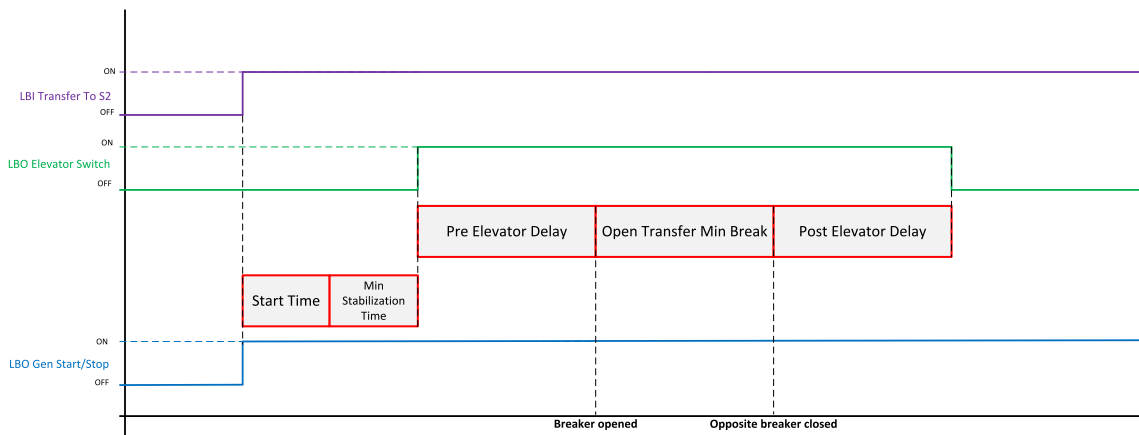 ON
LBI Transfer To S2
OFF
ON
LBO Elevator Switch
OFF
Pre Elevator Delay
Open Transfer Min Break
Post Elevator Delay
Start Time
Min
Stabilization
Time
ON
LBO Gen Start/Stop
OFF
Breaker opened
Opposite breaker closed